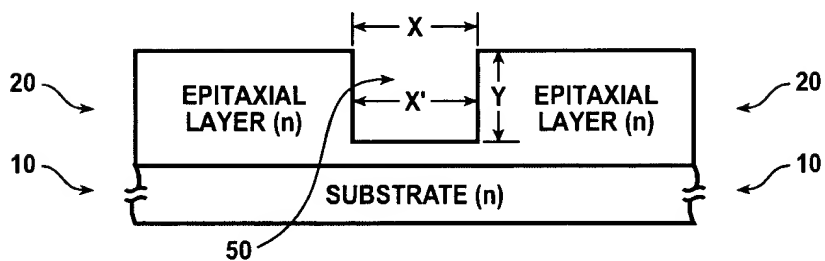 X
20
EPITAXIAL
LAYER (n)
X'
Y
EPITAXIAL
LAYER (n)
20
10
SUBSTRATE (n)
10
50